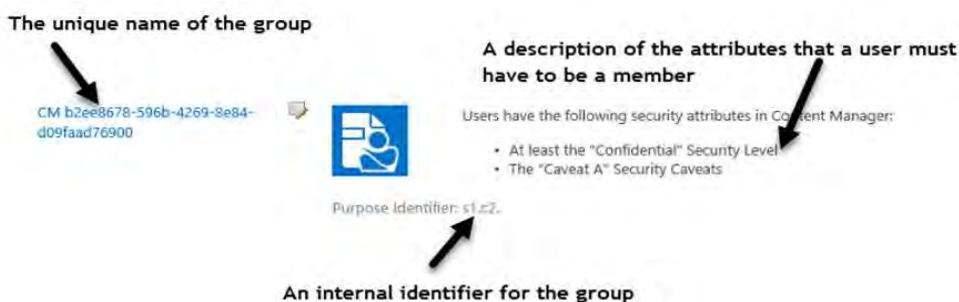 The unique name of the group
A description of the attributes that a user must
have to be a member
CM b2ee8678-596b-4269-8e84-
d09faad76900
Users have the following security attributes in Content Manager:
• At least the "Confidential" Security Level
• The "Caveat A" Security Caveats
Purpose Identifier: s1.c2.
An internal identifier for the group